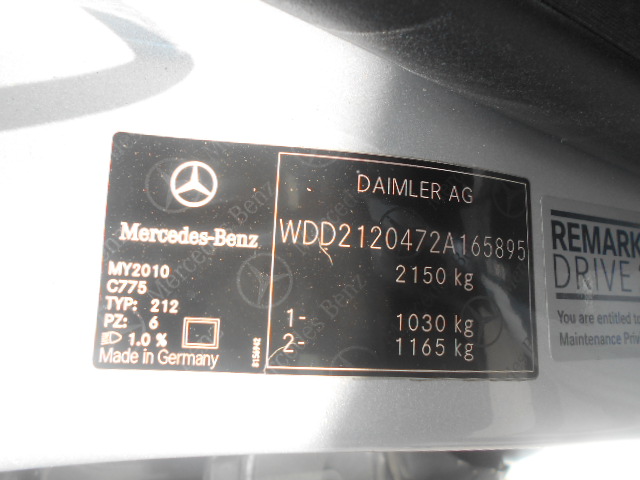 Mercedes-Benz
MY2010
C775
TYP: 212
PZ: 6
1.0 %
Made in Germany
DAIMLER AG
WDD2120472A165895
2150 kg
1- 1030 kg
2- 1165 kg
REMARK
DRIVE
You are entitled to
Maintenance Priv